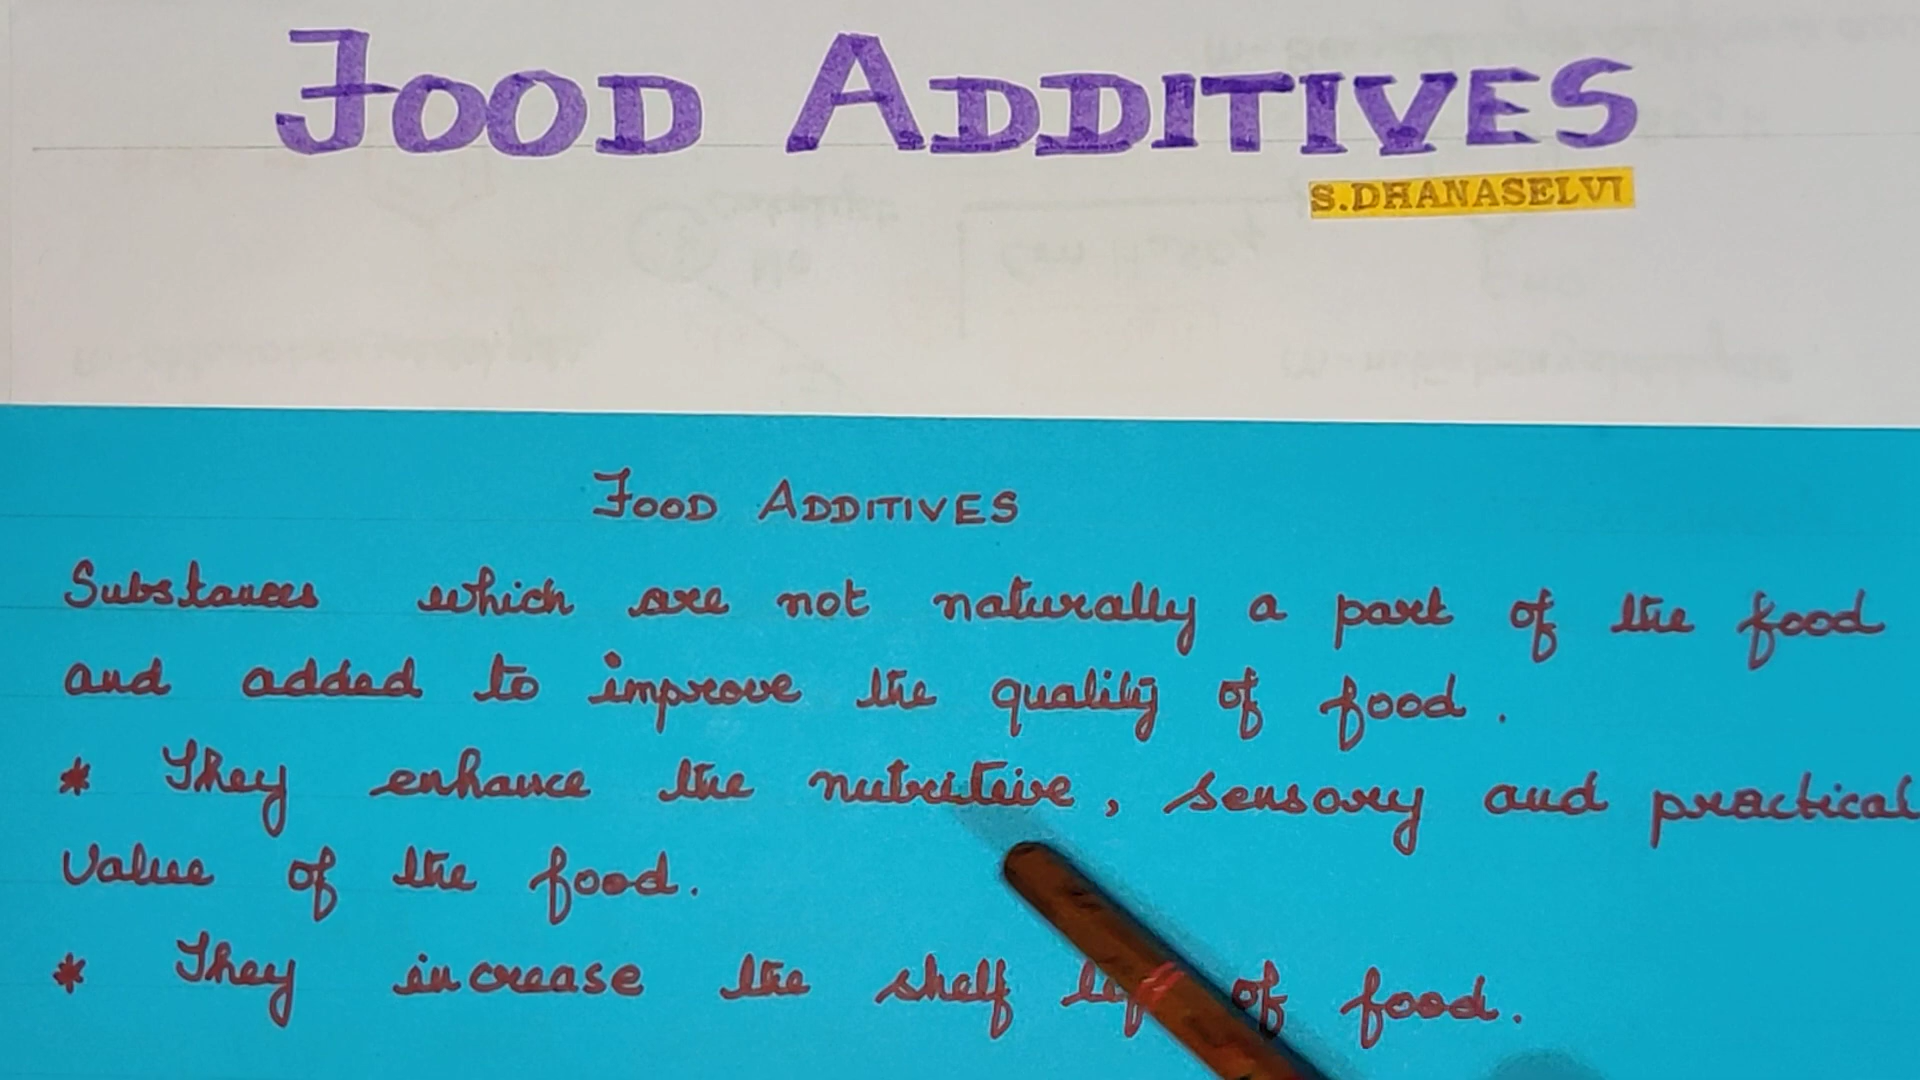 FOOD ADDITIVES
S.DHANASELVI
FOOD ADDITIVES
Substances which are not naturally a part of the food
and added to improve the quality of food.
* They enhance the nutritive, sensory and practical
value of the food.
* They increase the shelf of food.